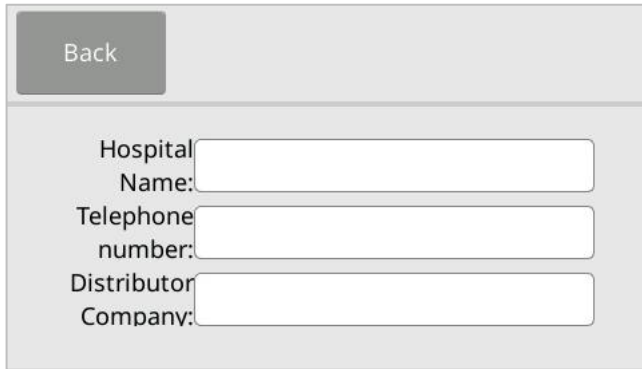 Back
Hospital
Name:
Telephone
number:
Distributor
Company: